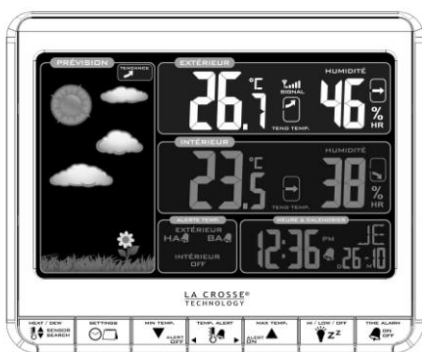 PRÉVISION
TENDANCE
EXTÉRIEUR
26.7 °C
SIGNAL
TEND TEMP.
HUMIDITÉ
46 % HR
INTÉRIEUR
23.5 °C
TEND TEMP.
HUMIDITÉ
38 % HR
ALERTE TEMP.
EXTÉRIEUR
HA BA
INTÉRIEUR
OFF
HEURE & CALENDRIER
12:36 PM JE
26:10
LA CROSSE®
TECHNOLOGY
HEAT / DEW
SENSOR
SEARCH
SETTINGS
MIN TEMP.
ALERT
OFF
TEMP. ALERT
MAX TEMP.
ALERT
ON
HI / LOW / OFF
ZZ
TIME ALARM
ON
OFF